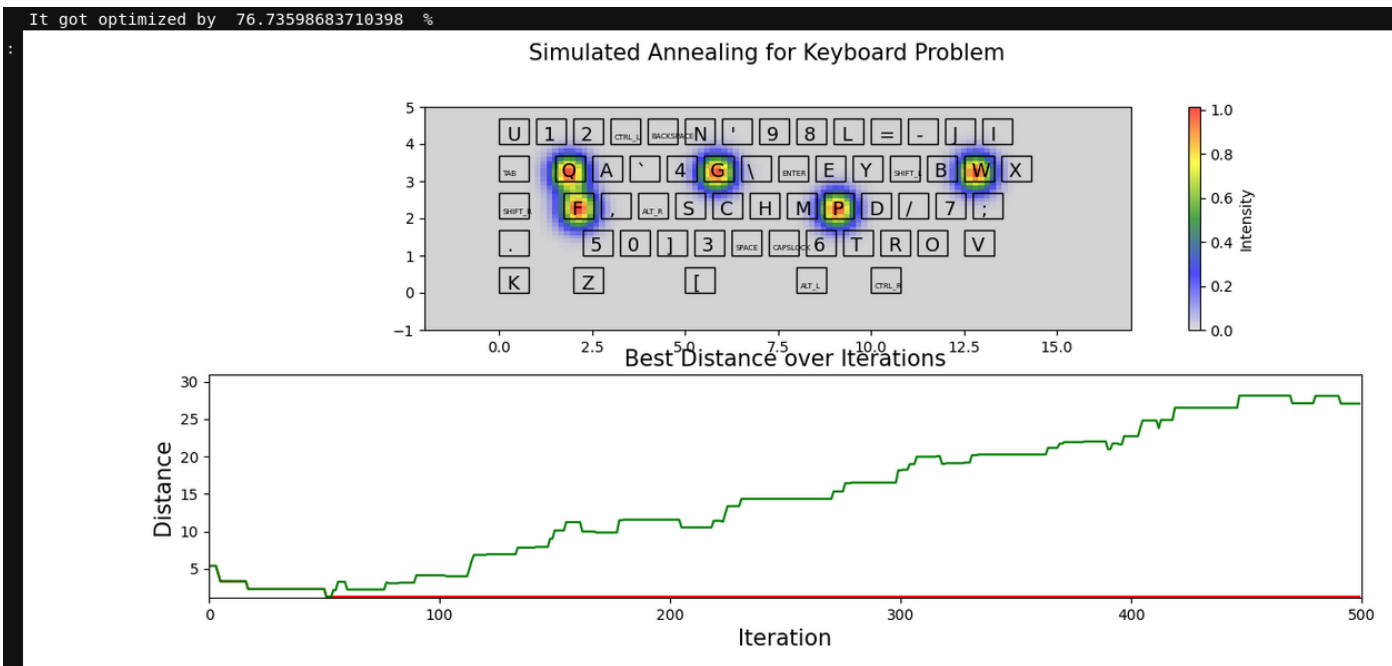 It got optimized by 76.73598683710398 %
:
Simulated Annealing for Keyboard Problem
5
U 1 2 CTRL_L BACKSPACE N ' 9 8 L = - J I
1.0
4
TAB Q A ` 4 G \ ENTER E Y SHIFT_L B W X
0.8
3
SHIFT_R F , ALT_R S C H M P D / 7 ;
0.6
2
. 5 0 ] 3 SPACE CAPSLOCK 6 T R O V
0.4
1
K Z [ ALT_L CTRL_R
0.2
0
0.0
−1
Intensity
0.0 2.5 5.0 7.5 10.0 12.5 15.0
Best Distance over Iterations
30
25
20
15
10
5
Distance
0 100 200 300 400 500
Iteration